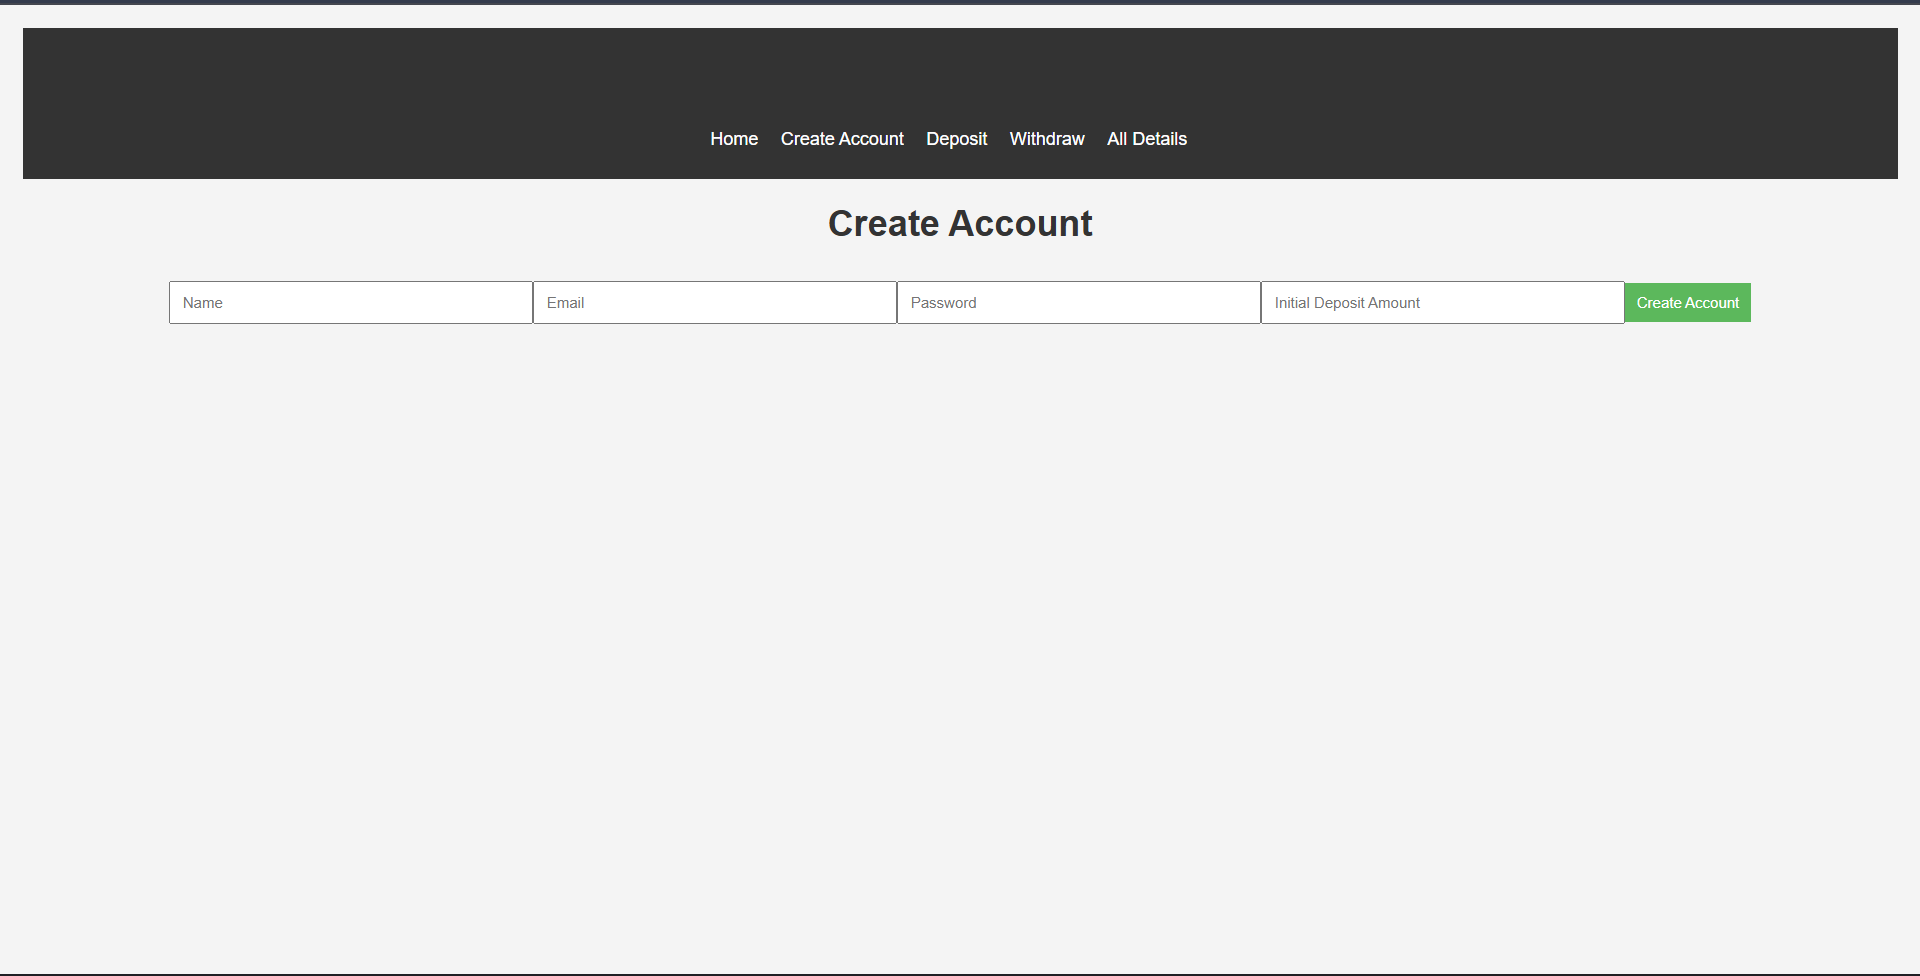 Home Create Account Deposit Withdraw All Details
Create Account
Name Email Password Initial Deposit Amount Create Account